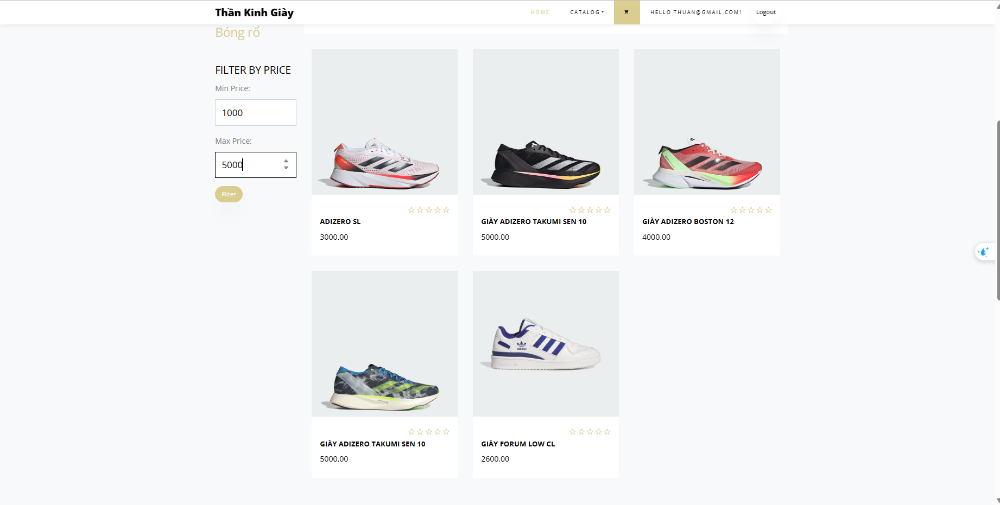 Thần Kinh Giày
HOME
CATALOG
HELLO THUAN@GMAIL.COM!
Logout
Bóng rổ
FILTER BY PRICE
Min Price:
1000
Max Price:
5000
Filter
ADIZERO SL
3000.00
GIÀY ADIZERO TAKUMI SEN 10
5000.00
GIÀY ADIZERO BOSTON 12
4000.00
adidas
GIÀY ADIZERO TAKUMI SEN 10
5000.00
GIÀY FORUM LOW CL
2600.00